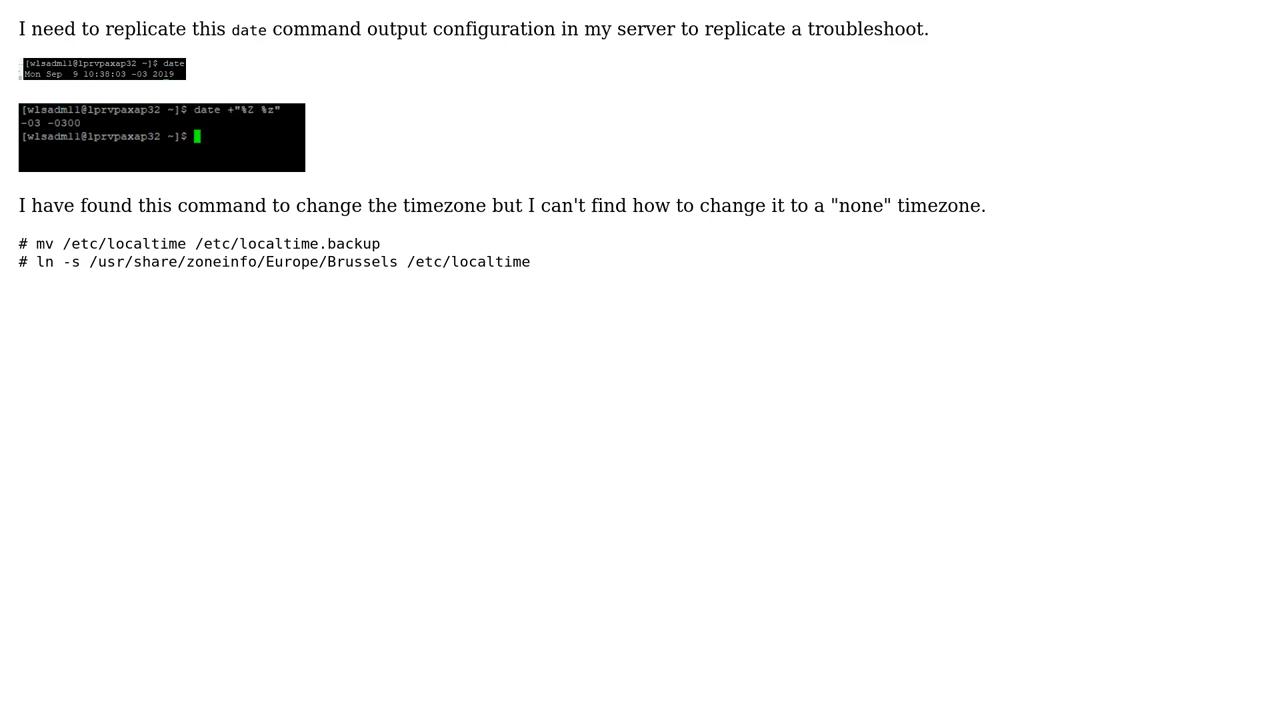 I need to replicate this date command output configuration in my server to replicate a troubleshoot.
[wlsadm11@lprvpaxap32 ~]$ date
Mon Sep  9 10:38:03 -03 2019
[wlsadm11@lprvpaxap32 ~]$ date +"%Z %z"
-03 -0300
[wlsadm11@lprvpaxap32 ~]$
I have found this command to change the timezone but I can't find how to change it to a "none" timezone.
# mv /etc/localtime /etc/localtime.backup
# ln -s /usr/share/zoneinfo/Europe/Brussels /etc/localtime